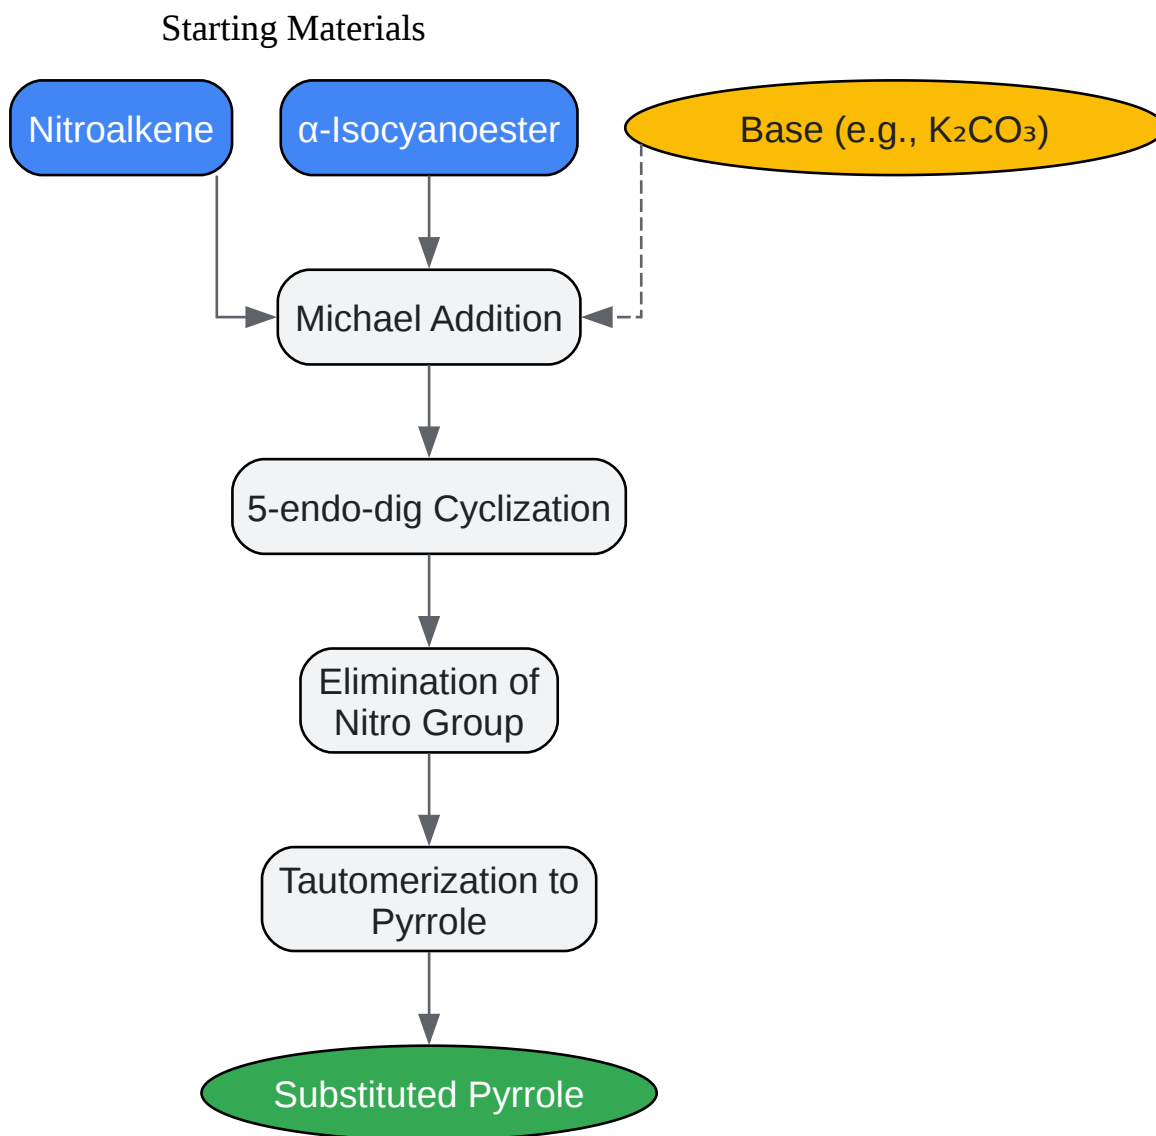 Starting Materials
Nitroalkene
α-Isocyanoester
Base (e.g., K₂CO₃)
Michael Addition
5-endo-dig Cyclization
Elimination of
Nitro Group
Tautomerization to
Pyrrole
Substituted Pyrrole